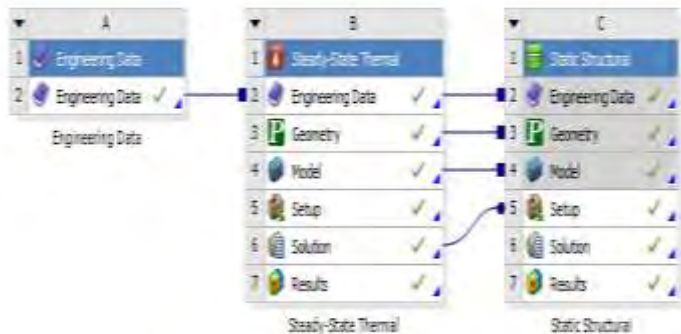 A
1 Engineering Data
2 Engineering Data
Engineering Data
B
1 Steady-State Thermal
2 Engineering Data
3 Geometry
4 Model
5 Setup
6 Solution
7 Results
Steady-State Thermal
C
1 Static Structural
2 Engineering Data
3 Geometry
4 Model
5 Setup
6 Solution
7 Results
Static Structural